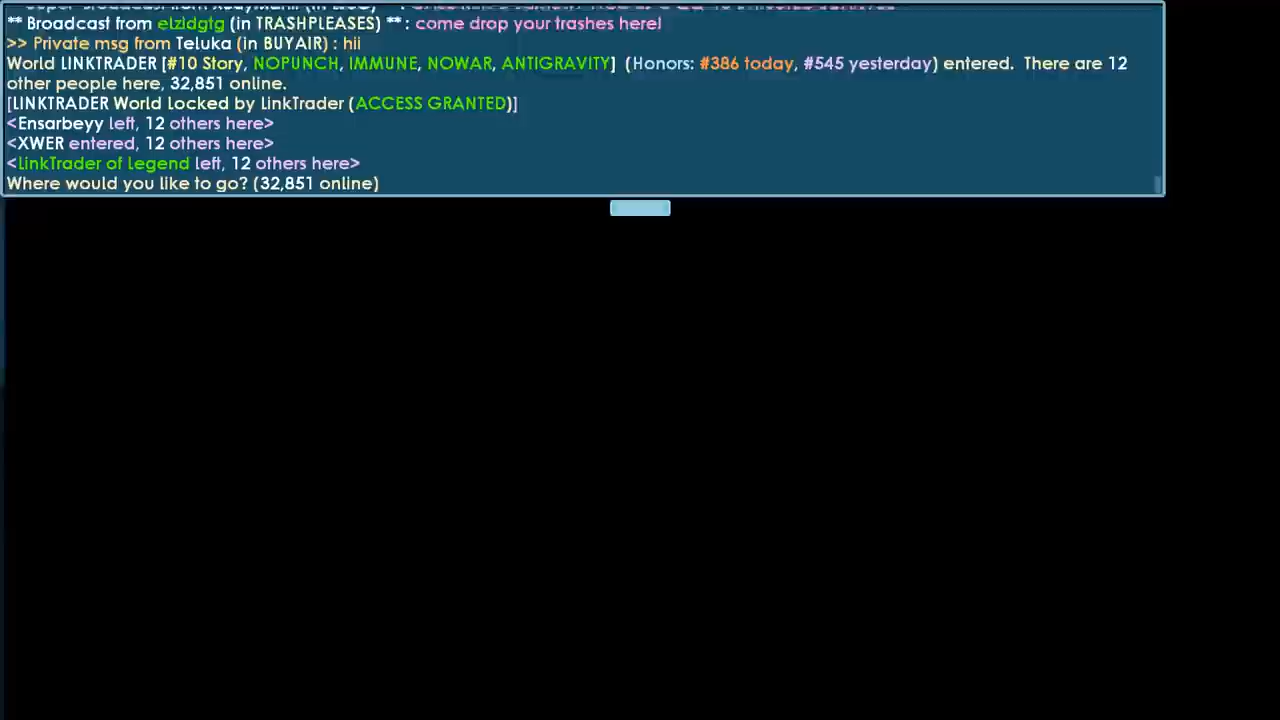 ** Broadcast from elzidgtg (in TRASHPLEASES) ** : come drop your trashes here!
>> Private msg from Teluka (in BUYAIR) : hii
World LINKTRADER [#10 Story, NOPUNCH, IMMUNE, NOWAR, ANTIGRAVITY]  (Honors: #386 today, #545 yesterday) entered.  There are 12
other people here, 32,851 online.
[LINKTRADER World Locked by LinkTrader (ACCESS GRANTED)]
<Ensarbeyy left, 12 others here>
<XWER entered, 12 others here>
<LinkTrader of Legend left, 12 others here>
Where would you like to go? (32,851 online)